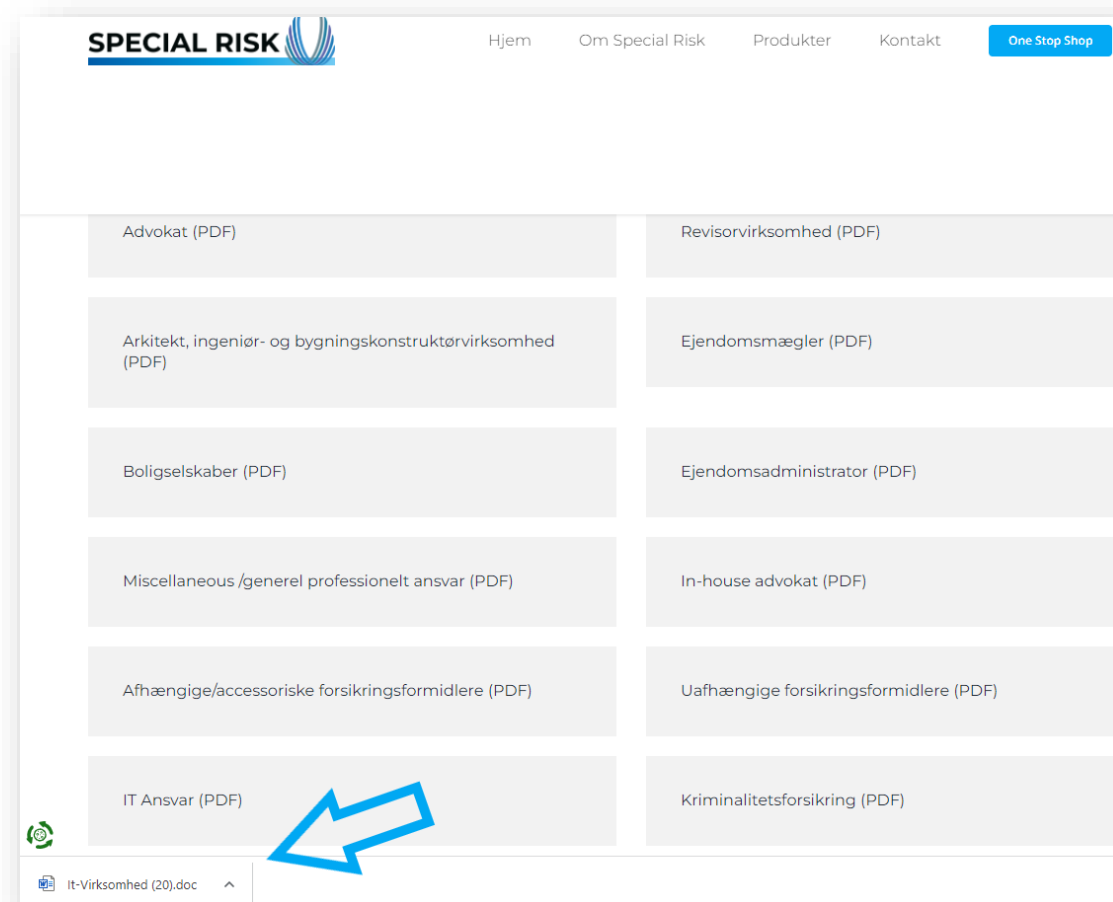 SPECIAL RISK
Hjem Om Special Risk Produkter Kontakt One Stop Shop
Advokat (PDF)
Revisorvirksomhed (PDF)
Arkitekt, ingeniør- og bygningskonstruktørvirksomhed
(PDF)
Ejendomsmægler (PDF)
Boligselskaber (PDF)
Ejendomsadministrator (PDF)
Miscellaneous /generel professionelt ansvar (PDF)
In-house advokat (PDF)
Afhængige/accessoriske forsikringsformidlere (PDF)
Uafhængige forsikringsformidlere (PDF)
IT Ansvar (PDF)
Kriminalitetsforsikring (PDF)
It-Virksomhed (20).doc